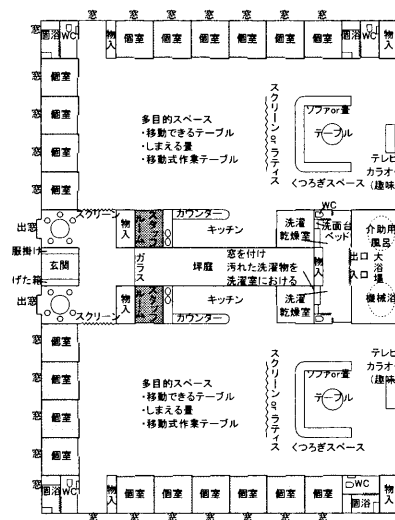 窓 窓 窓 窓 窓 窓 窓 窓
窓 個浴 WC 物入 個室 個室 個室 個室 個室 個室 個浴 WC 物入
窓 個室
窓 個室
窓 個室
窓 個室
多目的スペース
・移動できるテーブル
・しまえる畳
・移動式作業テーブル
スクリーン or ラティス
ソファor畳
テーブル
くつろぎスペース
テレビ
カラオケ
(趣味
スクリーン
出窓
服掛け
玄関
げた箱
出窓
スクリーン
物入
スタッフルーム
カウンター
キッチン
ガラス
坪庭
窓を付け
汚れた洗濯物を
洗濯室における
洗濯
乾燥室
WC
洗面台
ベッド
物入
出口
入口
介助用
風呂
大浴場
機械浴
物入
スタッフルーム
キッチン
カウンター
洗濯
乾燥室
窓 個室
窓 個室
窓 個室
窓 個室
多目的スペース
・移動できるテーブル
・しまえる畳
・移動式作業テーブル
スクリーン or ラティス
ソファor畳
テーブル
くつろぎスペース
テレビ
カラオケ
(趣味
窓 個浴 WC 物入 個室 個室 個室 個室 個室 個室 WC 個浴 物入
窓 窓 窓 窓 窓 窓 窓 窓